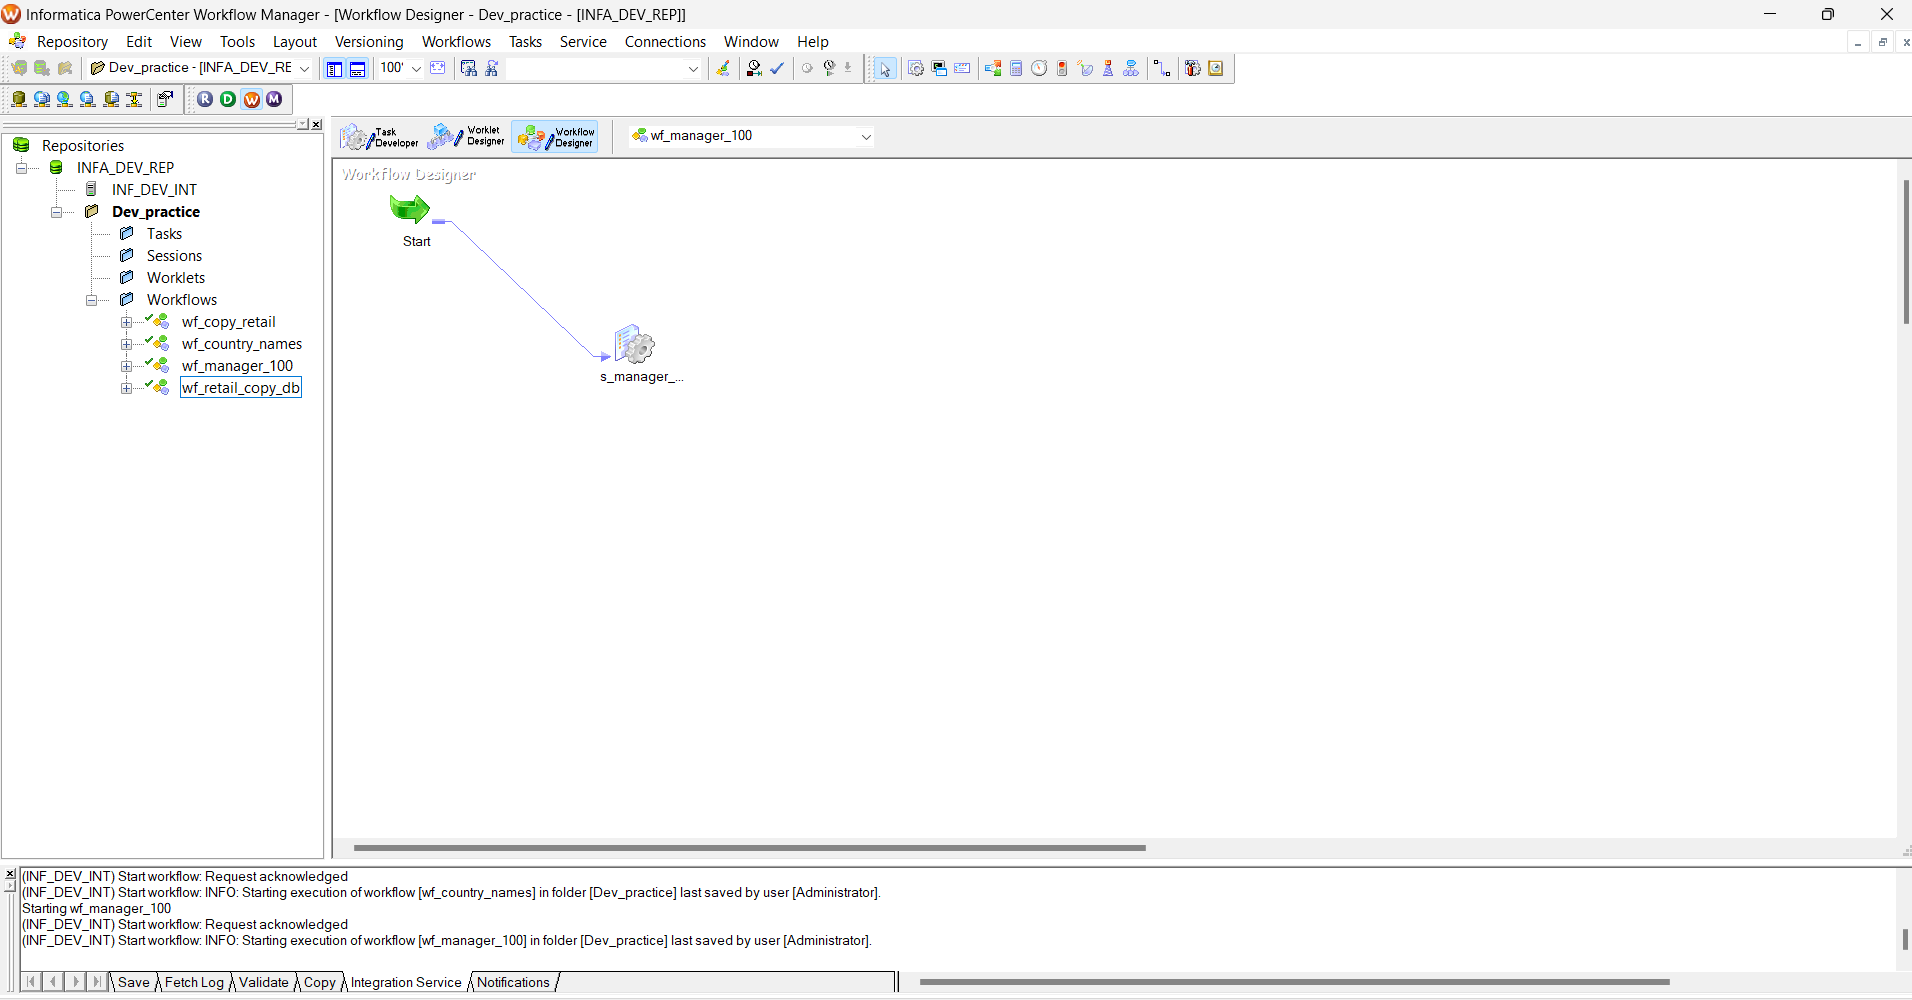 Informatica PowerCenter Workflow Manager - [Workflow Designer - Dev_practice - [INFA_DEV_REP]]
Repository Edit View Tools Layout Versioning Workflows Tasks Service Connections Window Help
Dev_practice - [INFA_DEV_RE 100'
R D W M
Repositories
INFA_DEV_REP
INF_DEV_INT
Dev_practice
Tasks
Sessions
Worklets
Workflows
wf_copy_retail
wf_country_names
wf_manager_100
wf_retail_copy_db
Task Developer
Worklet Designer
Workflow Designer
wf_manager_100
Workflow Designer
Start
s_manager_...
(INF_DEV_INT) Start workflow: Request acknowledged
(INF_DEV_INT) Start workflow: INFO: Starting execution of workflow [wf_country_names] in folder [Dev_practice] last saved by user [Administrator].
Starting wf_manager_100
(INF_DEV_INT) Start workflow: Request acknowledged
(INF_DEV_INT) Start workflow: INFO: Starting execution of workflow [wf_manager_100] in folder [Dev_practice] last saved by user [Administrator].
Save Fetch Log Validate Copy Integration Service Notifications